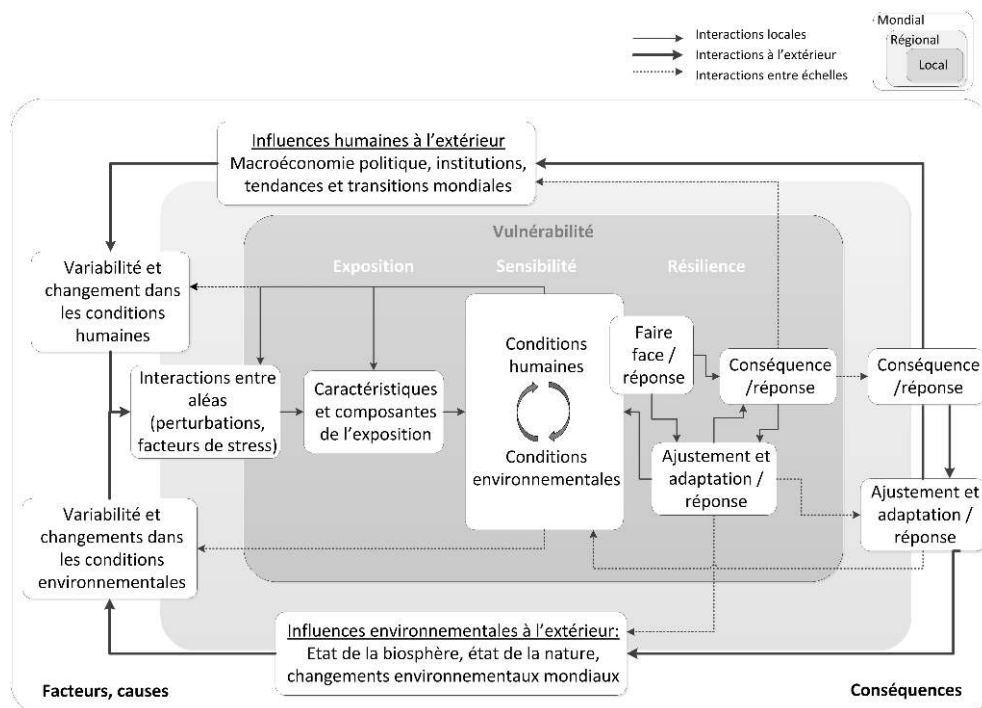 Interactions locales
Interactions à l'extérieur
Interactions entre échelles
Mondial
Régional
Local
Influences humaines à l'extérieur
Macroéconomie politique, institutions,
tendances et transitions mondiales
Vulnérabilité
Exposition
Sensibilité
Résilience
Variabilité et
changement dans
les conditions
humaines
Interactions entre
aléas
(perturbations,
facteurs de stress)
Caractéristiques
et composantes
de l'exposition
Conditions
humaines
Conditions
environnementales
Faire
face /
réponse
Conséquence
/réponse
Conséquence
/réponse
Ajustement et
adaptation /
réponse
Ajustement et
adaptation /
réponse
Variabilité et
changements dans
les conditions
environnementales
Influences environnementales à l'extérieur:
Etat de la biosphère, état de la nature,
changements environnementaux mondiaux
Facteurs, causes
Conséquences